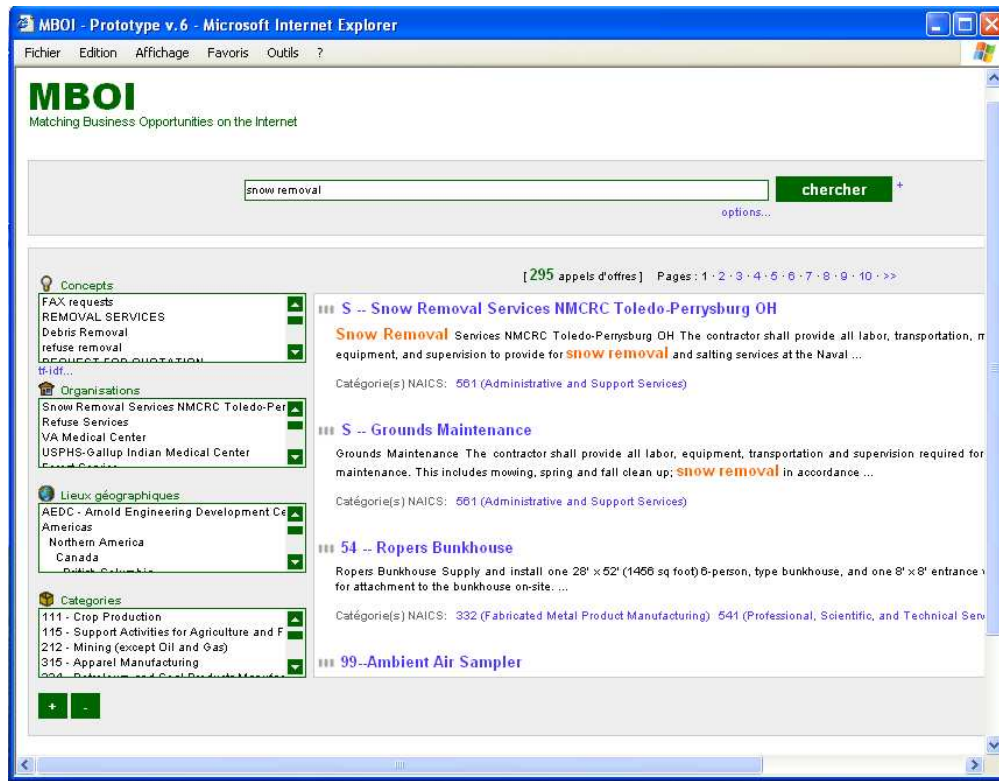 MBOI - Prototype v.6 - Microsoft Internet Explorer
Fichier Edition Affichage Favoris Outils ?
MBOI
Matching Business Opportunities on the Internet
snow removal
chercher +
options...
[ 295 appels d'offres ] Pages : 1 · 2 · 3 · 4 · 5 · 6 · 7 · 8 · 9 · 10 · >>
Concepts
FAX requests
REMOVAL SERVICES
Debris Removal
refuse removal
REQUEST FOR QUOTATION
tf-idf...
Organisations
Snow Removal Services NMCRC Toledo-Per
Refuse Services
VA Medical Center
USPHS-Gallup Indian Medical Center
Forest Service
Lieux géographiques
AEDC - Arnold Engineering Development Ce
Americas
Northern America
Canada
British Columbia
Categories
111 - Crop Production
115 - Support Activities for Agriculture and F
212 - Mining (except Oil and Gas)
315 - Apparel Manufacturing
+ -
S -- Snow Removal Services NMCRC Toledo-Perrysburg OH
Snow Removal Services NMCRC Toledo-Perrysburg OH The contractor shall provide all labor, transportation,
equipment, and supervision to provide for snow removal and salting services at the Naval ...
Catégorie(s) NAICS: 561 (Administrative and Support Services)
S -- Grounds Maintenance
Grounds Maintenance The contractor shall provide all labor, equipment, transportation and supervision required for
maintenance. This includes mowing, spring and fall clean up; snow removal in accordance ...
Catégorie(s) NAICS: 561 (Administrative and Support Services)
54 -- Ropers Bunkhouse
Ropers Bunkhouse Supply and install one 28' x 52' (1456 sq foot) 6-person, type bunkhouse, and one 8' x 8' entrance
for attachment to the bunkhouse on-site. ...
Catégorie(s) NAICS: 332 (Fabricated Metal Product Manufacturing) 541 (Professional, Scientific, and Technical Serv
99--Ambient Air Sampler